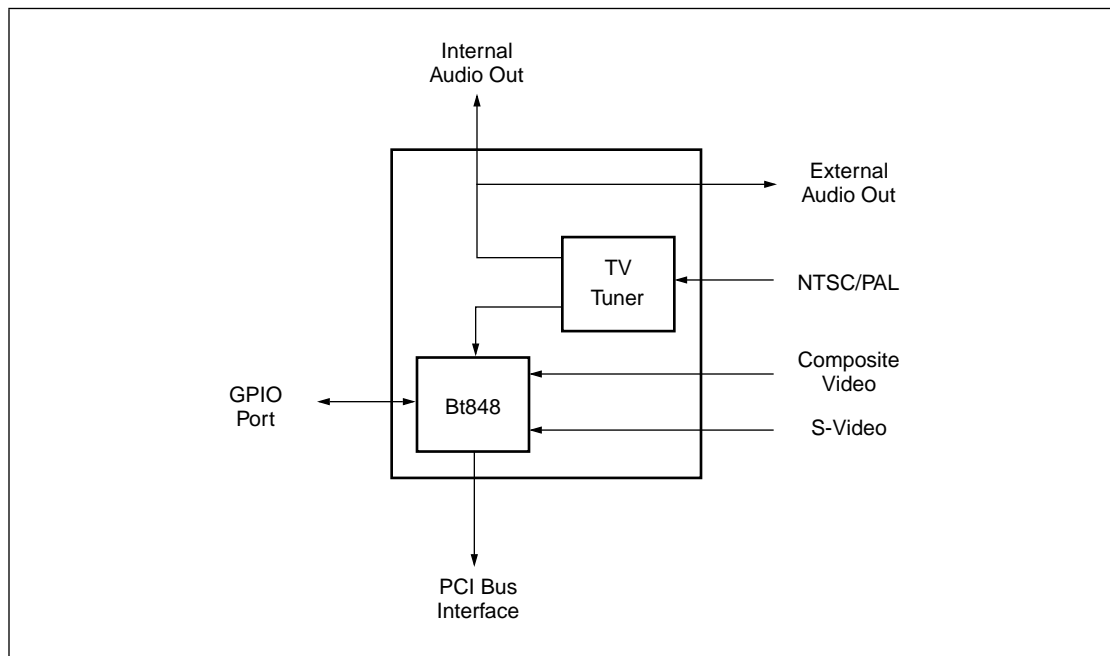 Internal
Audio Out
External
Audio Out
TV
Tuner
NTSC/PAL
Composite
Video
GPIO
Port
Bt848
S-Video
PCI Bus
Interface